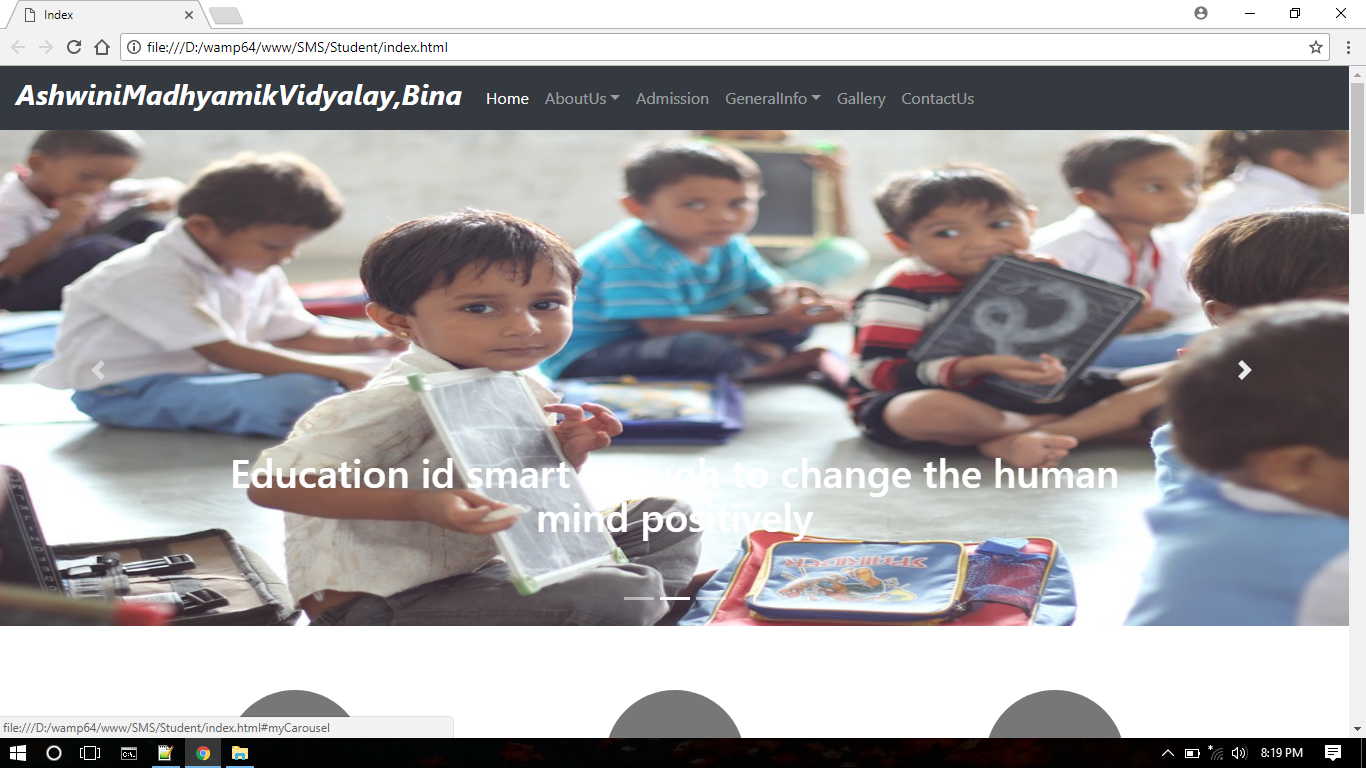 Index
file:///D:/wamp64/www/SMS/Student/index.html
AshwiniMadhyamikVidyalay,Bina Home AboutUs Admission GeneralInfo Gallery ContactUs
Education id smart enough to change the human
mind positively
file:///D:/wamp64/www/SMS/Student/index.html#myCarousel
8:19 PM